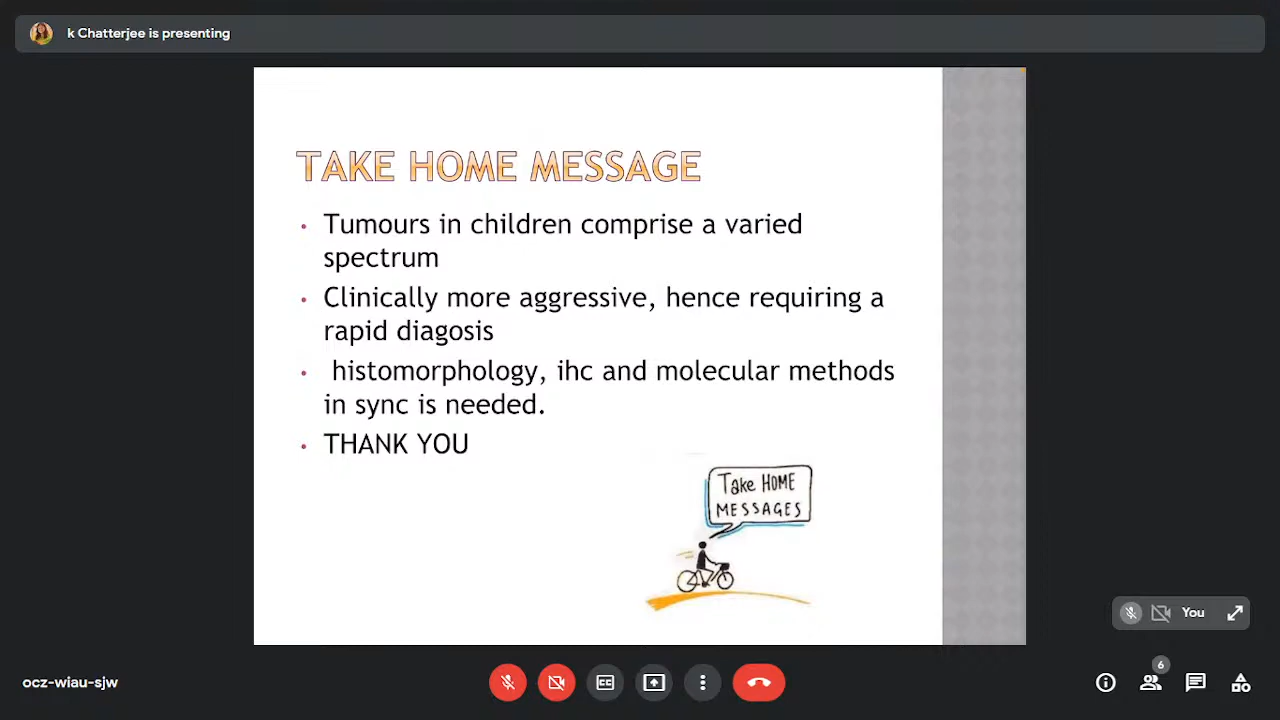 k Chatterjee is presenting
TAKE HOME MESSAGE
• Tumours in children comprise a varied
spectrum
• Clinically more aggressive, hence requiring a
rapid diagosis
• histomorphology, ihc and molecular methods
in sync is needed.
• THANK YOU
Take HOME
MESSAGES
You
6
CC
ocz-wiau-sjw